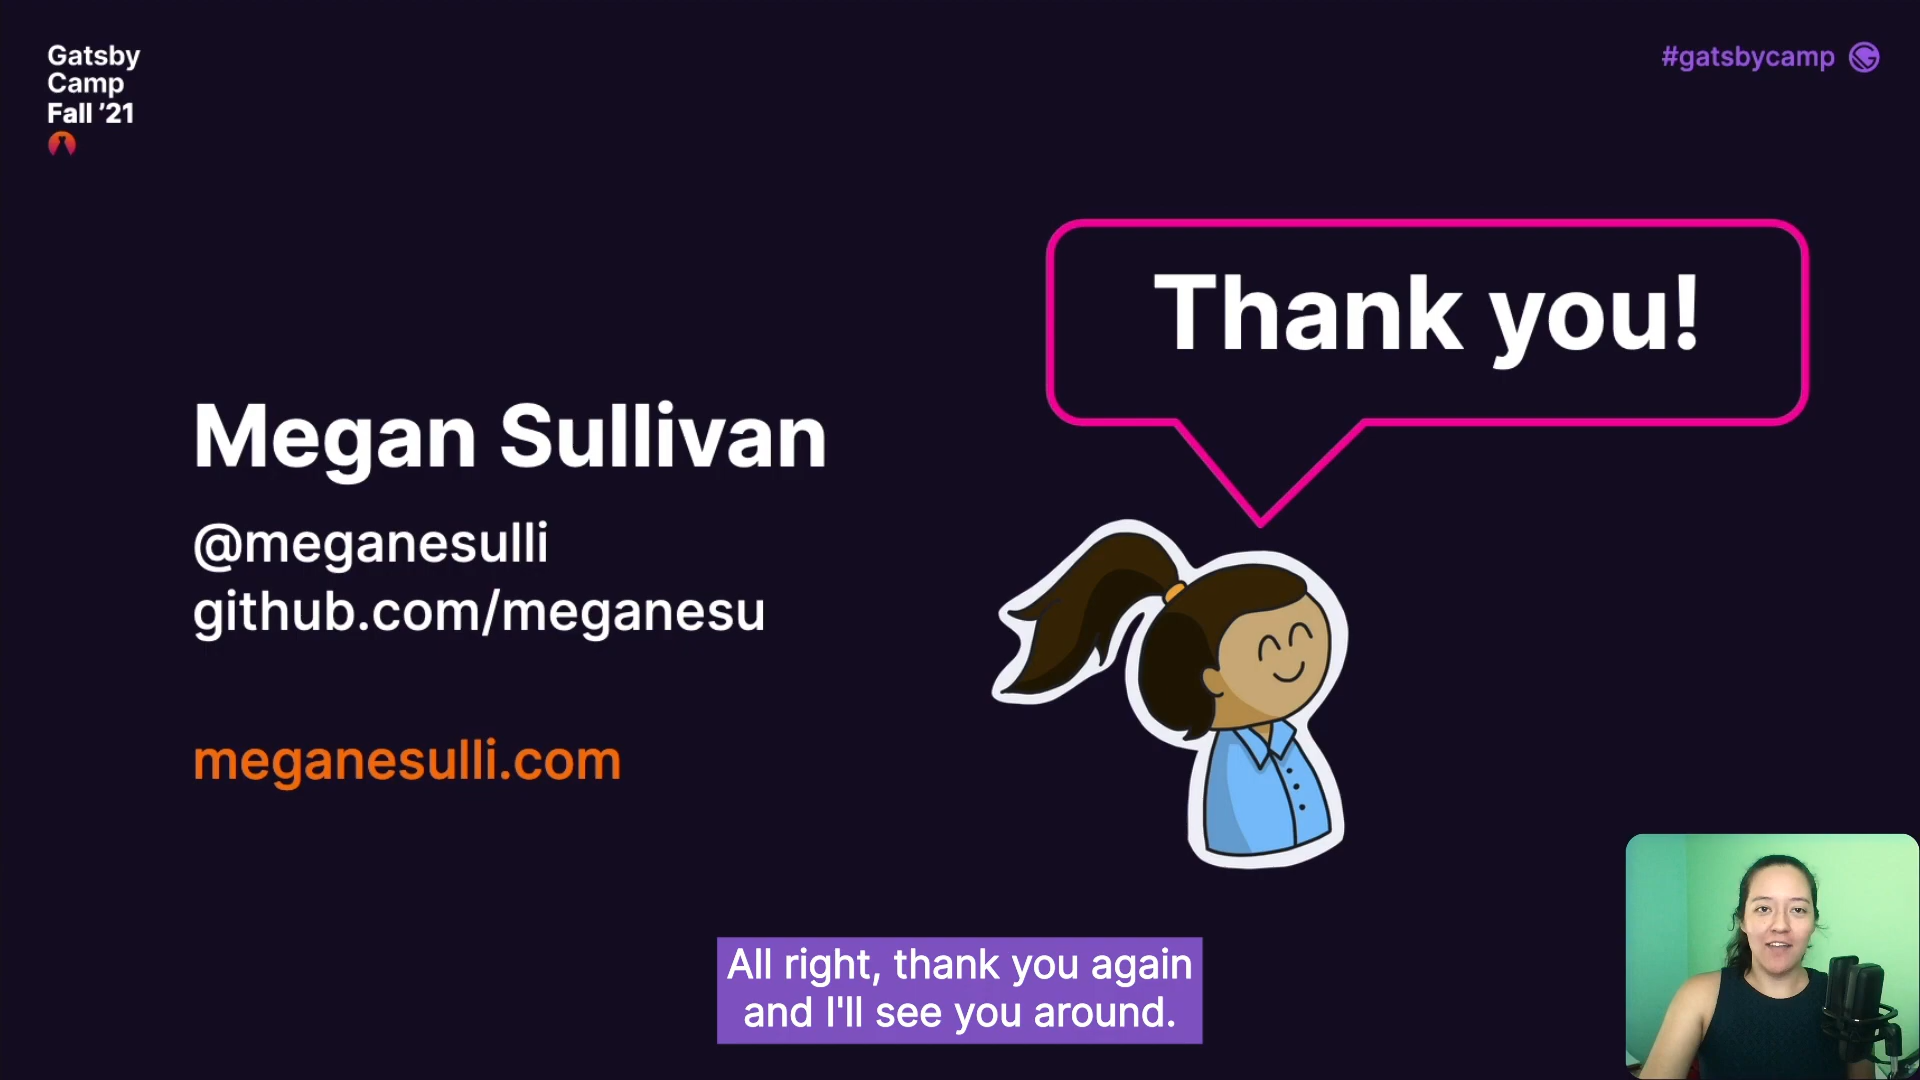 Gatsby
Camp
Fall ’21
#gatsbycamp
Thank you!
Megan Sullivan
@meganesulli
github.com/meganesu
meganesulli.com
All right, thank you again
and I'll see you around.